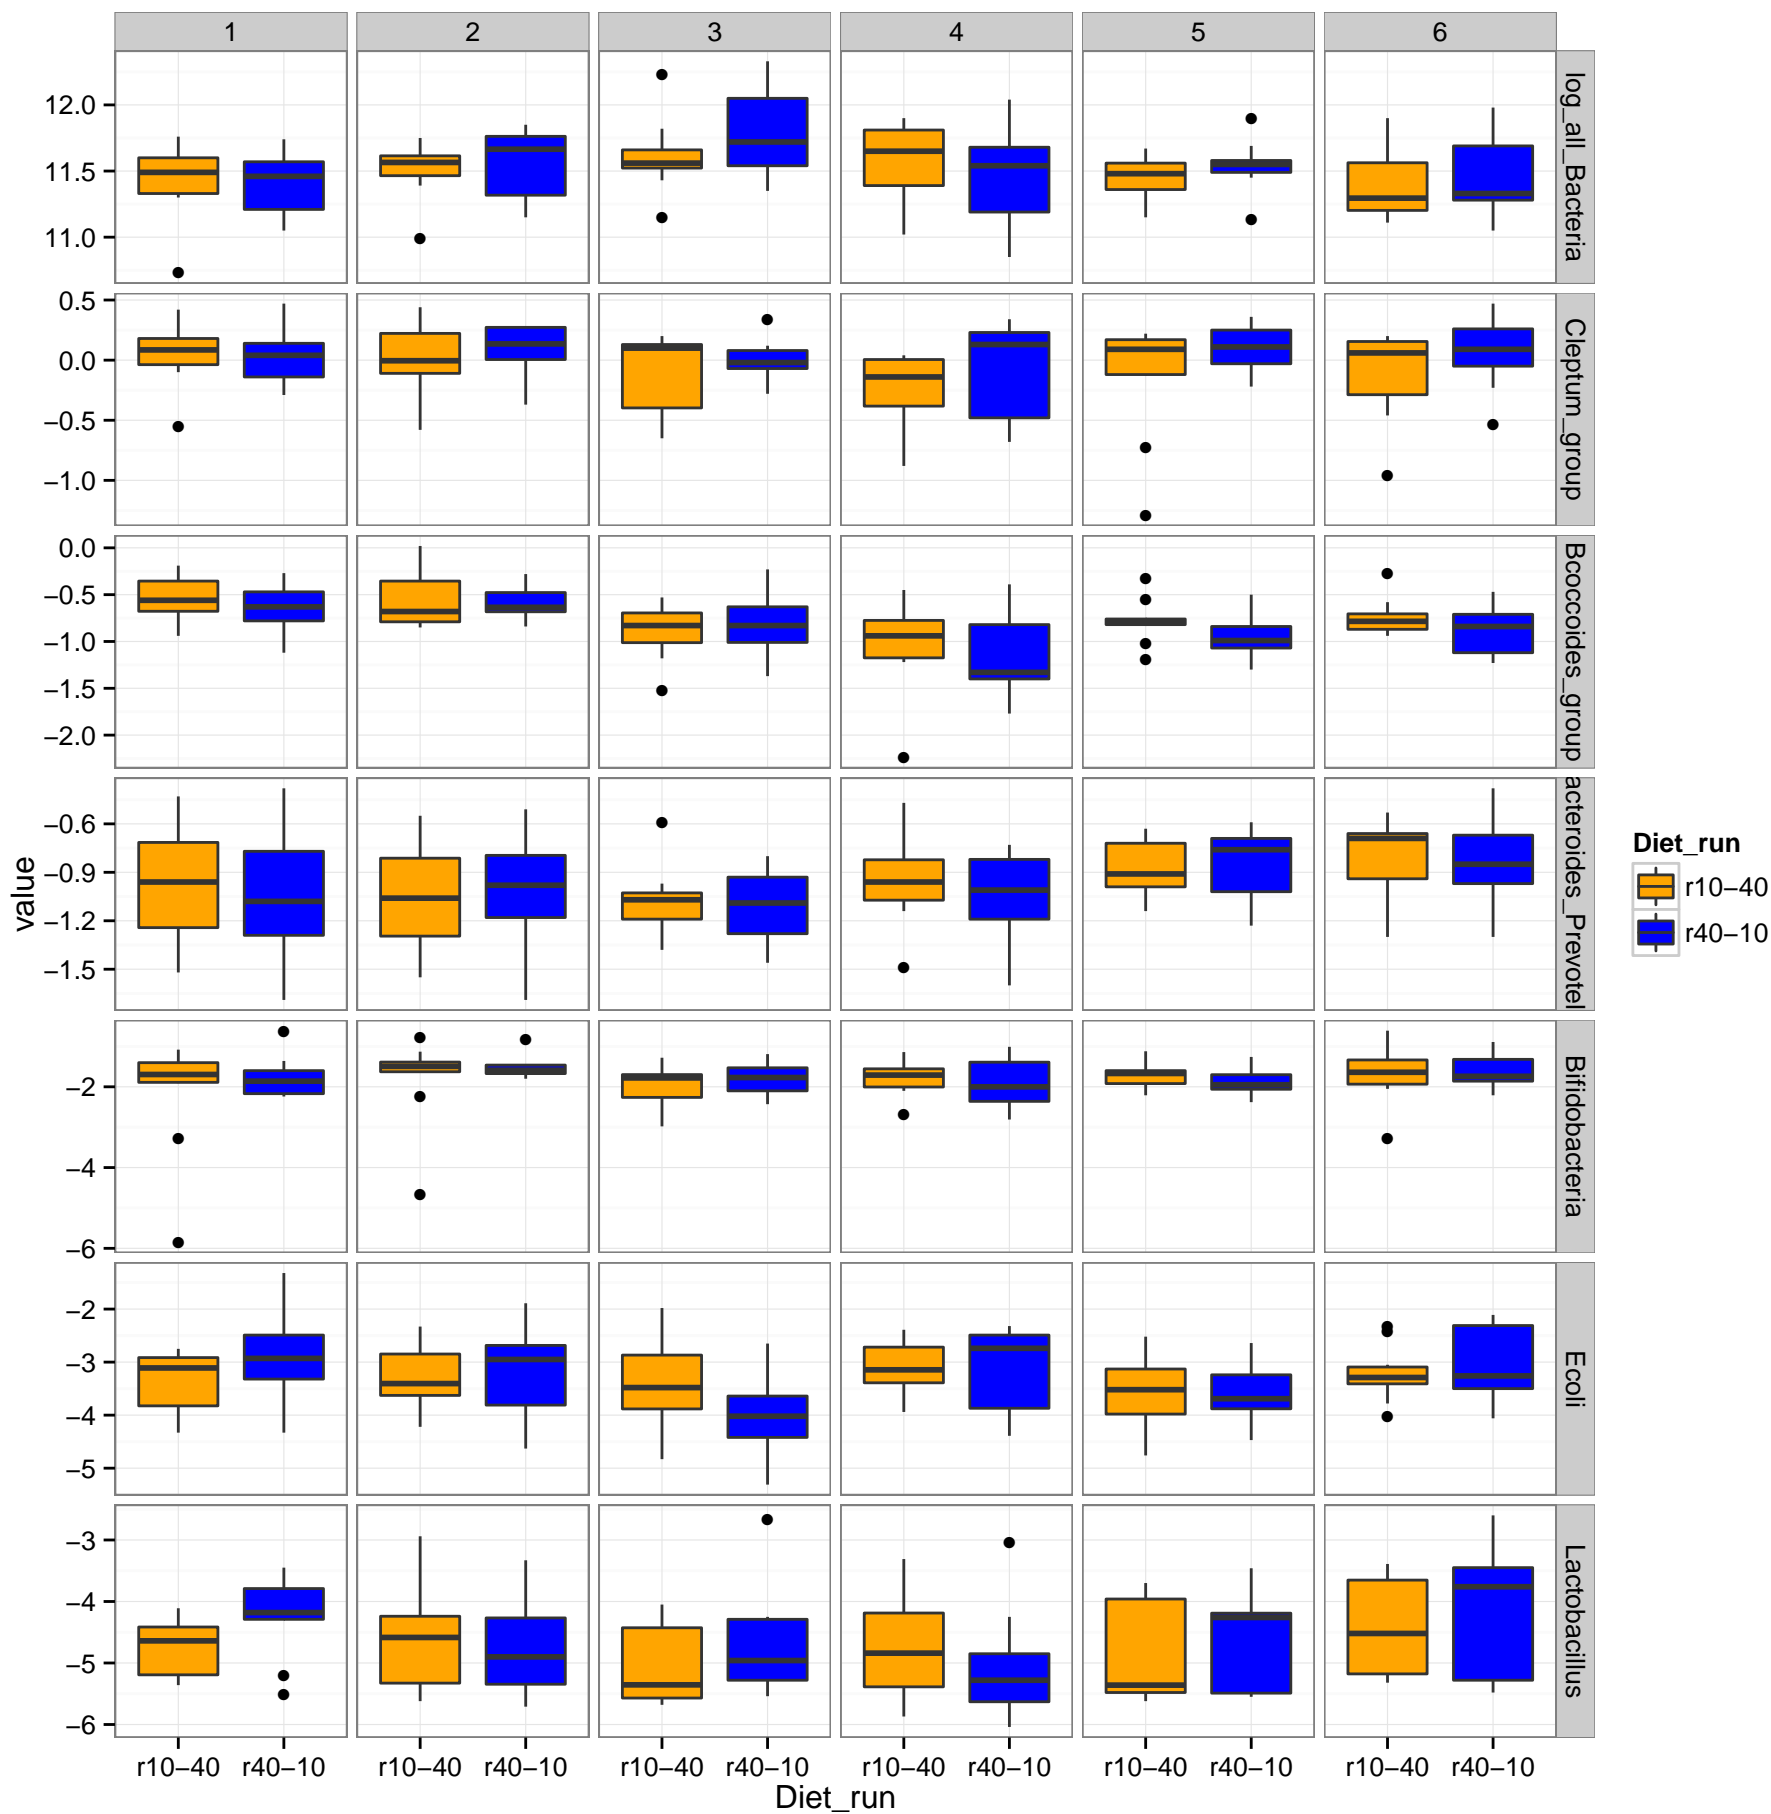 1 2 3 4 5 6
log_all_Bacteria
12.0
11.5
11.0
Cleptum_group
0.5
0.0
−0.5
−1.0
Bcoccoides_group
0.0
−0.5
−1.0
−1.5
−2.0
acteroides_Prevotel
−0.6
−0.9
−1.2
−1.5
Bifidobacteria
−2
−4
−6
Ecoli
−2
−3
−4
−5
Lactobacillus
−3
−4
−5
−6
value
r10−40 r40−10 r10−40 r40−10 r10−40 r40−10 r10−40 r40−10 r10−40 r40−10 r10−40 r40−10
Diet_run
Diet_run
r10−40
r40−10